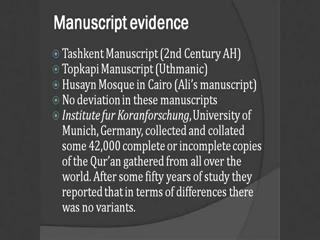 Manuscript evidence
Tashkent Manuscript (2nd Century AH)
Topkapi Manuscript (Uthmanic)
Husayn Mosque in Cairo (Ali's manuscript)
No deviation in these manuscripts
Institute fur Koranforschung, University of
Munich, Germany, collected and collated
some 42,000 complete or incomplete copies
of the Qur'an gathered from all over the
world. After some fifty years of study they
reported that in terms of differences there
was no variants.